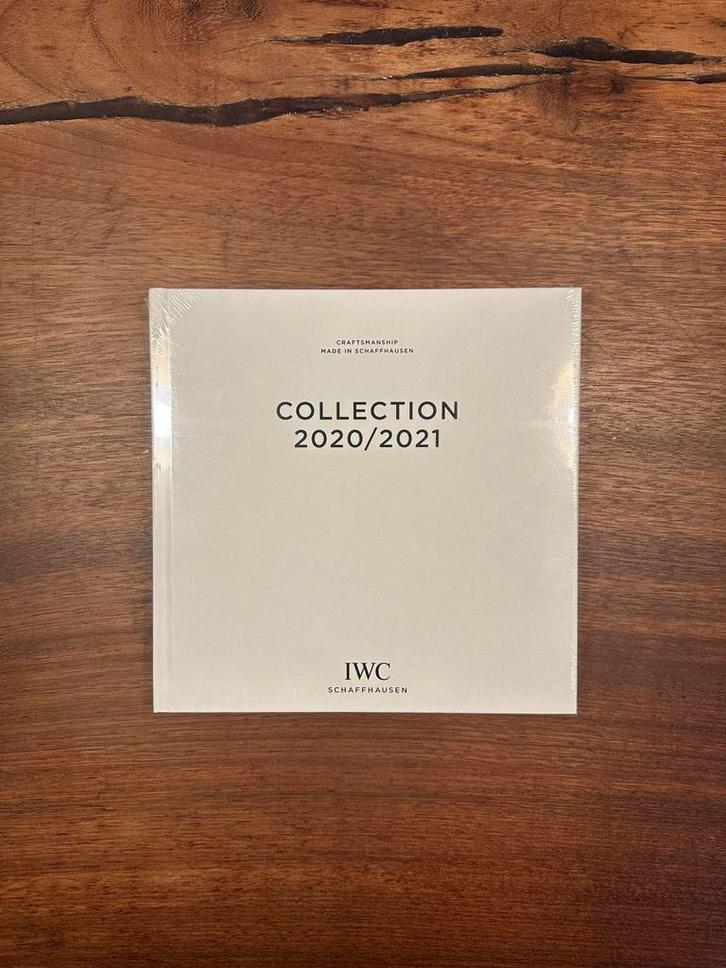 CRAFTSMANSHIP
MADE IN SCHAFFHAUSEN
COLLECTION
2020/2021
IWC
SCHAFFHAUSEN